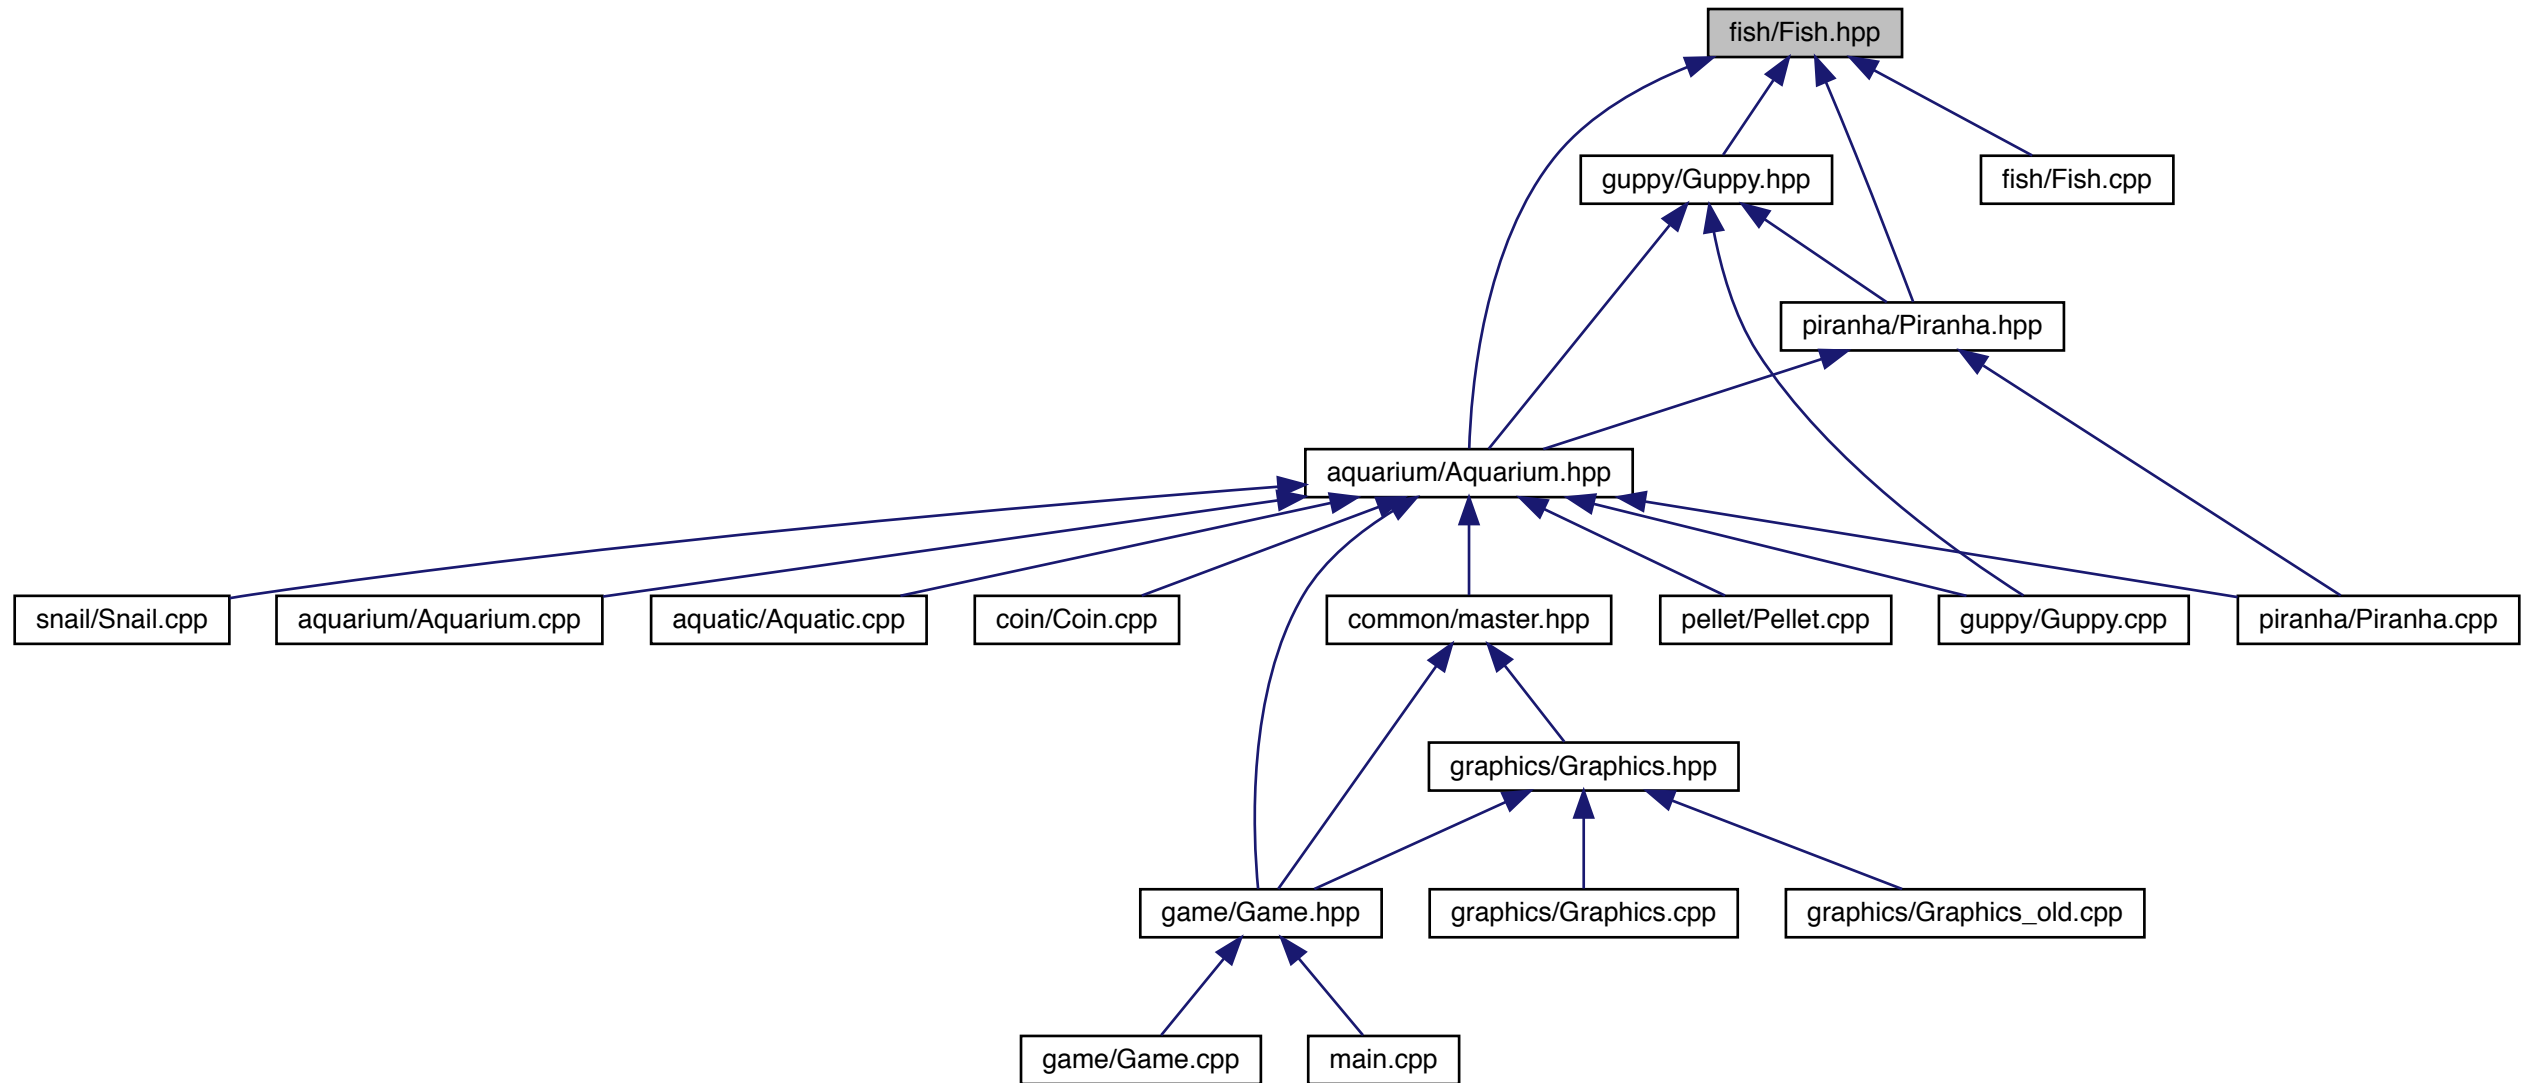 fish/Fish.hpp
guppy/Guppy.hpp
fish/Fish.cpp
piranha/Piranha.hpp
aquarium/Aquarium.hpp
snail/Snail.cpp
aquarium/Aquarium.cpp
aquatic/Aquatic.cpp
coin/Coin.cpp
common/master.hpp
pellet/Pellet.cpp
guppy/Guppy.cpp
piranha/Piranha.cpp
graphics/Graphics.hpp
game/Game.hpp
graphics/Graphics.cpp
graphics/Graphics_old.cpp
game/Game.cpp
main.cpp